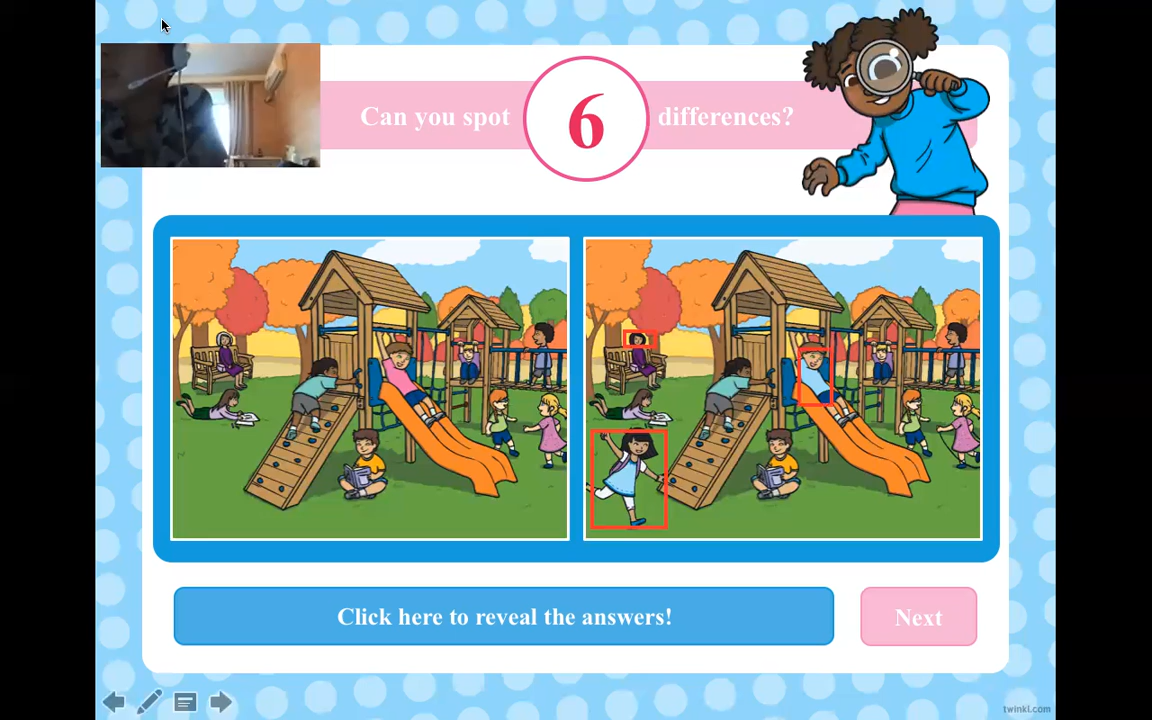 Can you spot 6 differences?
Click here to reveal the answers!
Next
twinkl.com